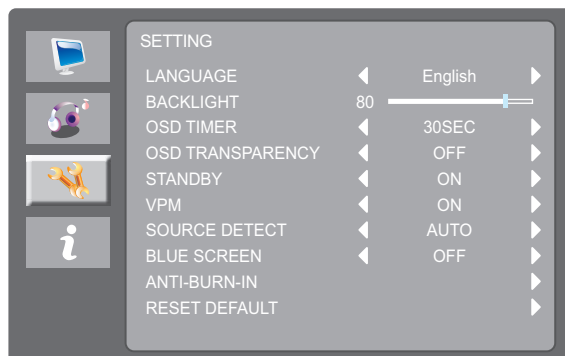 SETTING
LANGUAGE English
BACKLIGHT 80
OSD TIMER 30SEC
OSD TRANSPARENCY OFF
STANDBY ON
VPM ON
SOURCE DETECT AUTO
BLUE SCREEN OFF
ANTI-BURN-IN
RESET DEFAULT
i